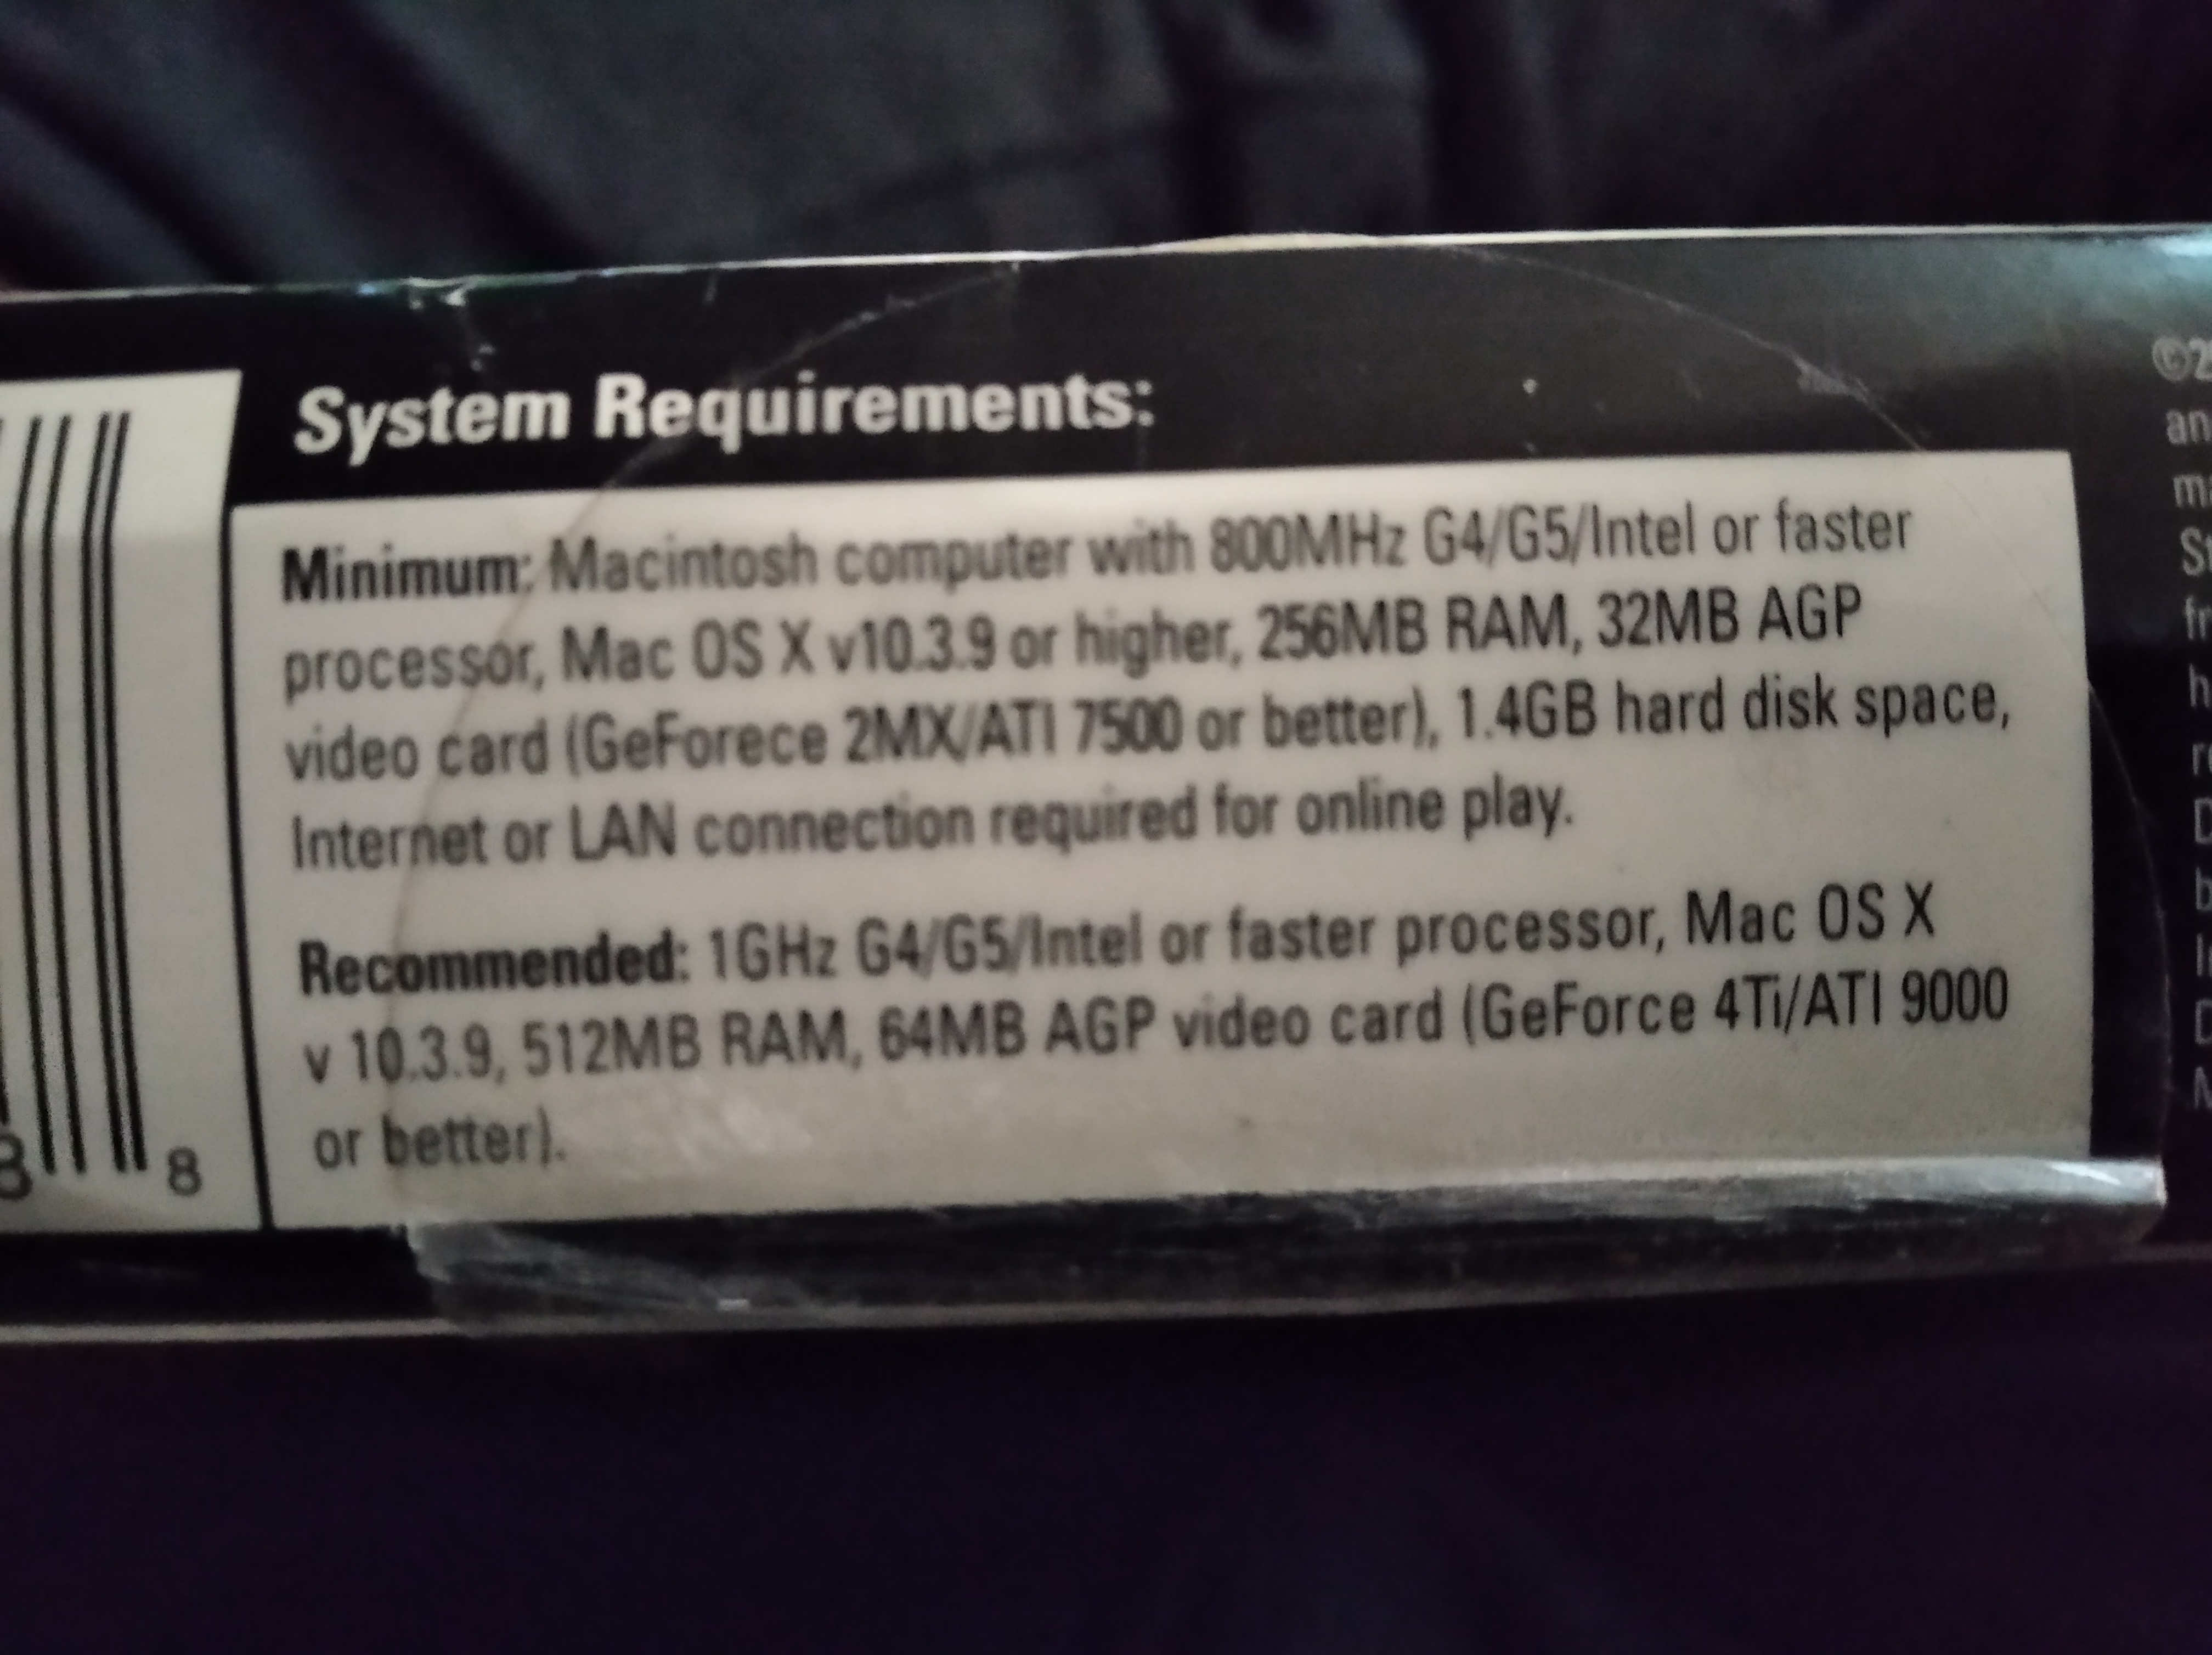 System Requirements:
Minimum: Macintosh computer with 800MHz G4/G5/Intel or faster
processor, Mac OS X v10.3.9 or higher, 256MB RAM, 32MB AGP
video card (GeForece 2MX/ATI 7500 or better), 1.4GB hard disk space,
Internet or LAN connection required for online play.
Recommended: 1GHz G4/G5/Intel or faster processor, Mac OS X
v 10.3.9, 512MB RAM, 64MB AGP video card (GeForce 4Ti/ATI 9000
or better).
8